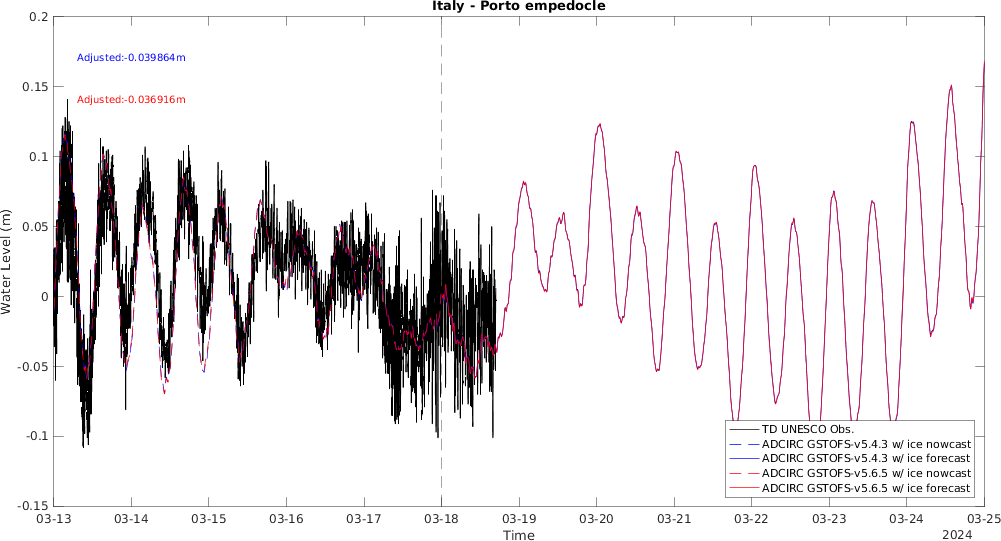 Italy - Porto empedocle
0.2
0.15
0.1
0.05
0
-0.05
-0.1
-0.15
Water Level (m)
Adjusted:-0.039864m
Adjusted:-0.036916m
TD UNESCO Obs.
ADCIRC GSTOFS-v5.4.3 w/ ice nowcast
ADCIRC GSTOFS-v5.4.3 w/ ice forecast
ADCIRC GSTOFS-v5.6.5 w/ ice nowcast
ADCIRC GSTOFS-v5.6.5 w/ ice forecast
03-13 03-14 03-15 03-16 03-17 03-18 03-19 03-20 03-21 03-22 03-23 03-24 03-25
Time
2024